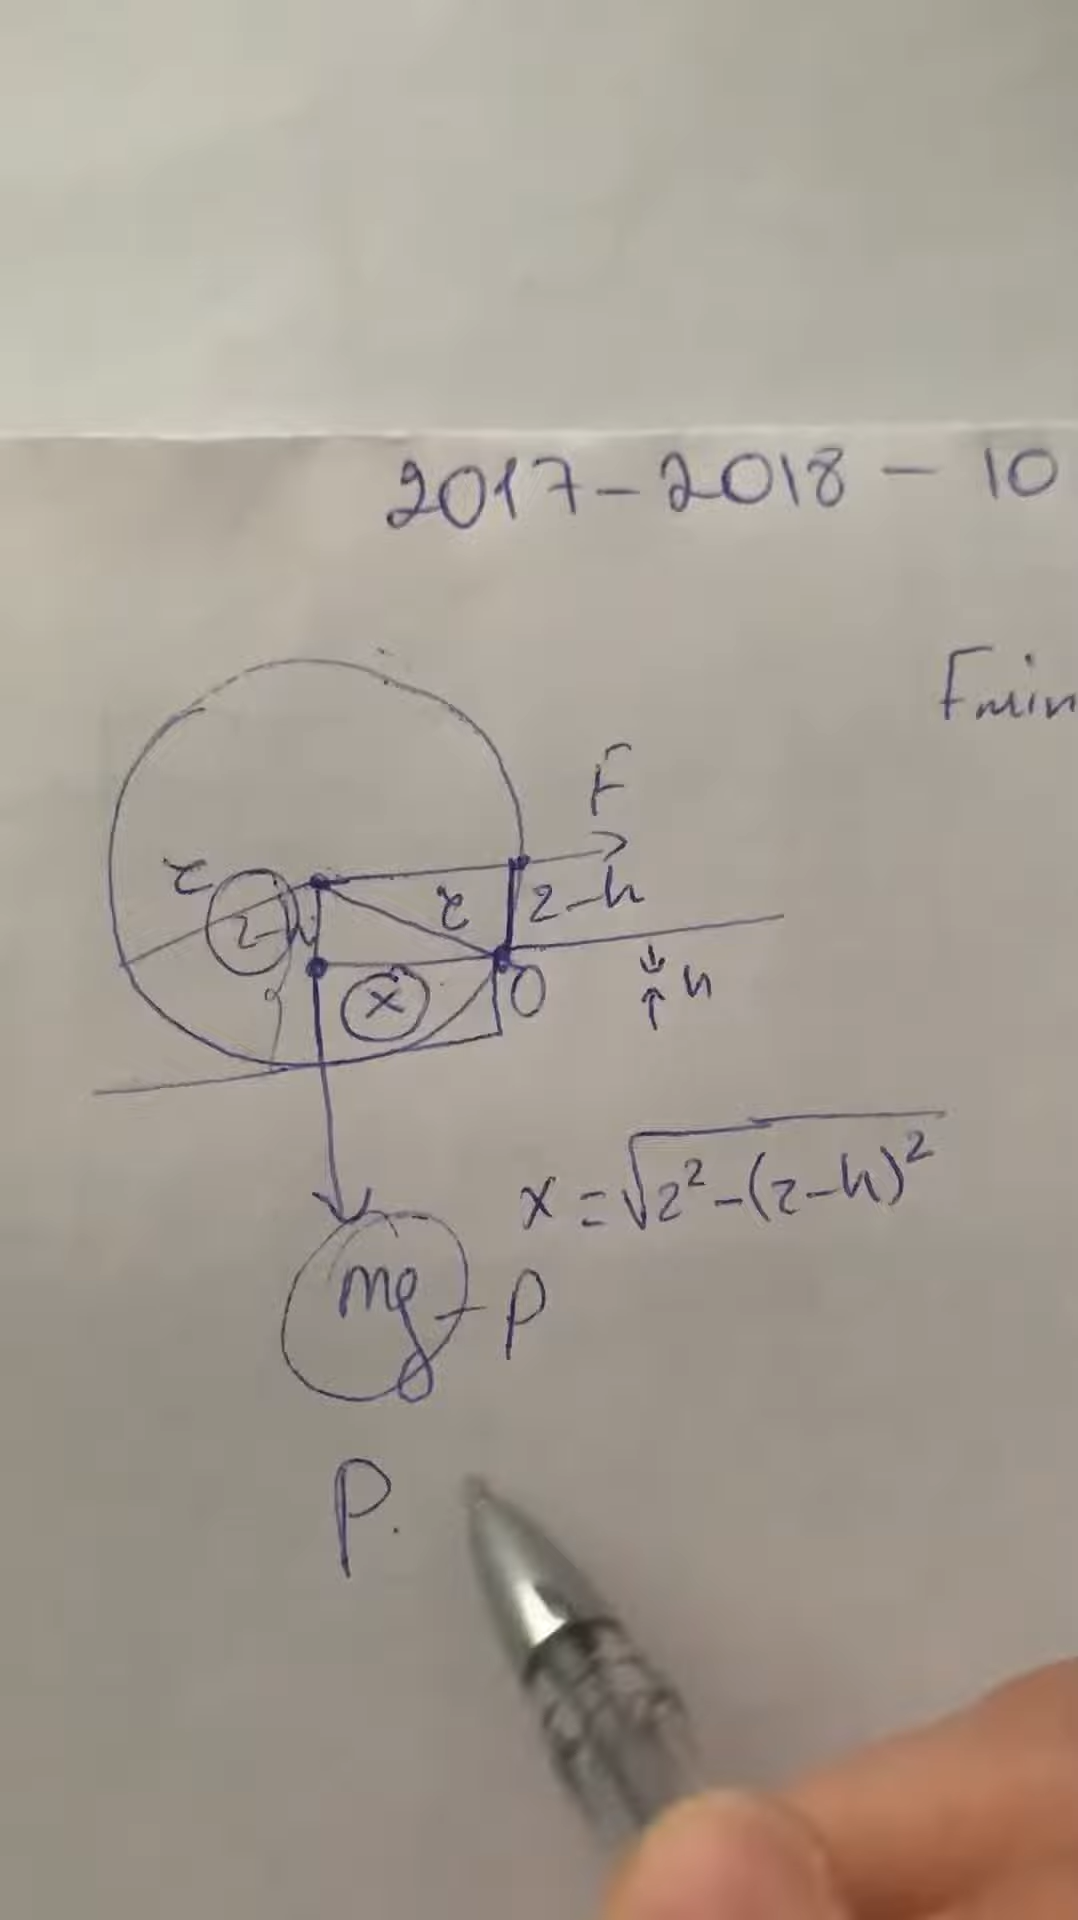 2017-2018-10
Fmin
F
r
r-h
r
r-h
x
O
h
x = √r²-(r-h)²
mg - P
P.